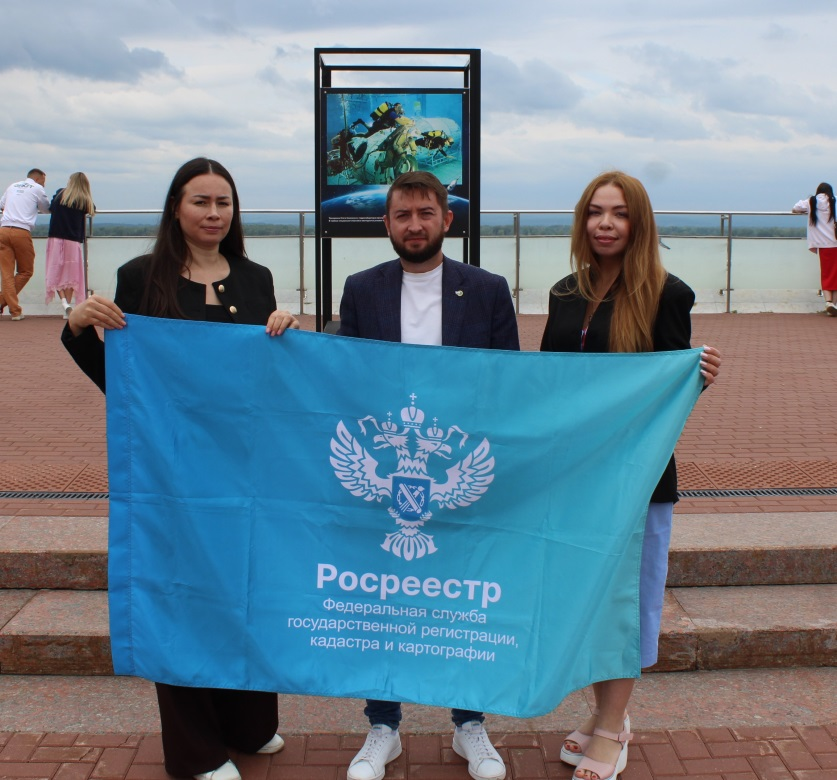 Росреестр
Федеральная служба
государственной регистрации,
кадастра и картографии